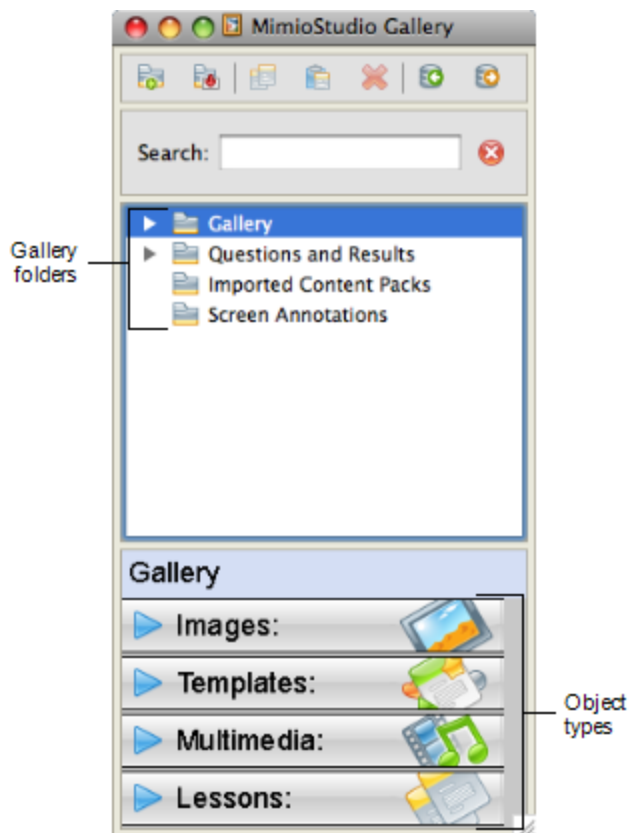 MimioStudio Gallery
Search:
Gallery
Questions and Results
Imported Content Packs
Screen Annotations
Gallery
folders
Gallery
Images:
Templates:
Multimedia:
Lessons:
Object
types